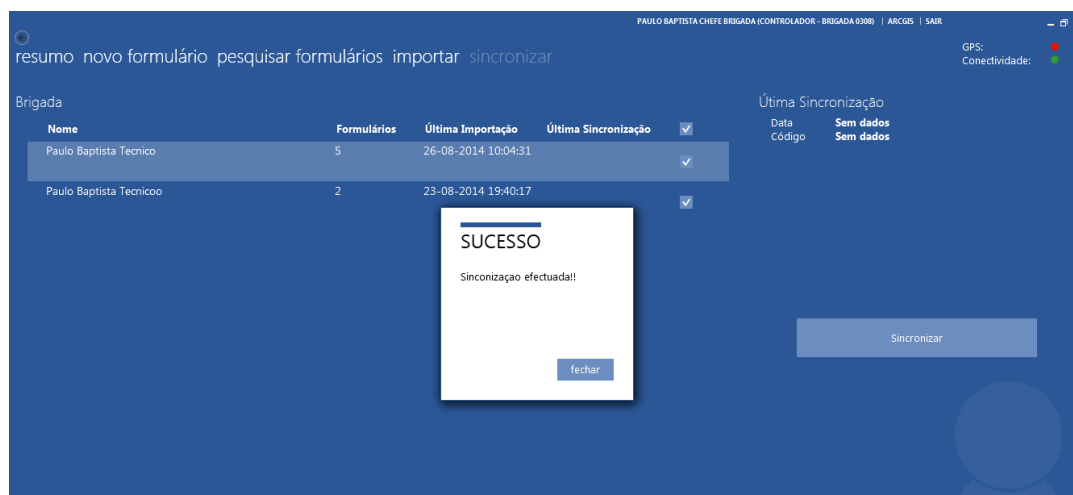 PAULO BAPTISTA CHEFE BRIGADA (CONTROLADOR - BRIGADA 0308) | ARCGIS | SAIR
resumo novo formulário pesquisar formulários importar sincronizar
GPS:
Conectividade:
Brigada
Nome Formulários Última Importação Última Sincronização
Paulo Baptista Tecnico 5 26-08-2014 10:04:31
Paulo Baptista Tecnicoo 2 23-08-2014 19:40:17
Útima Sincronização
Data Sem dados
Código Sem dados
SUCESSO
Sinconizaçao efectuada!!
fechar
Sincronizar